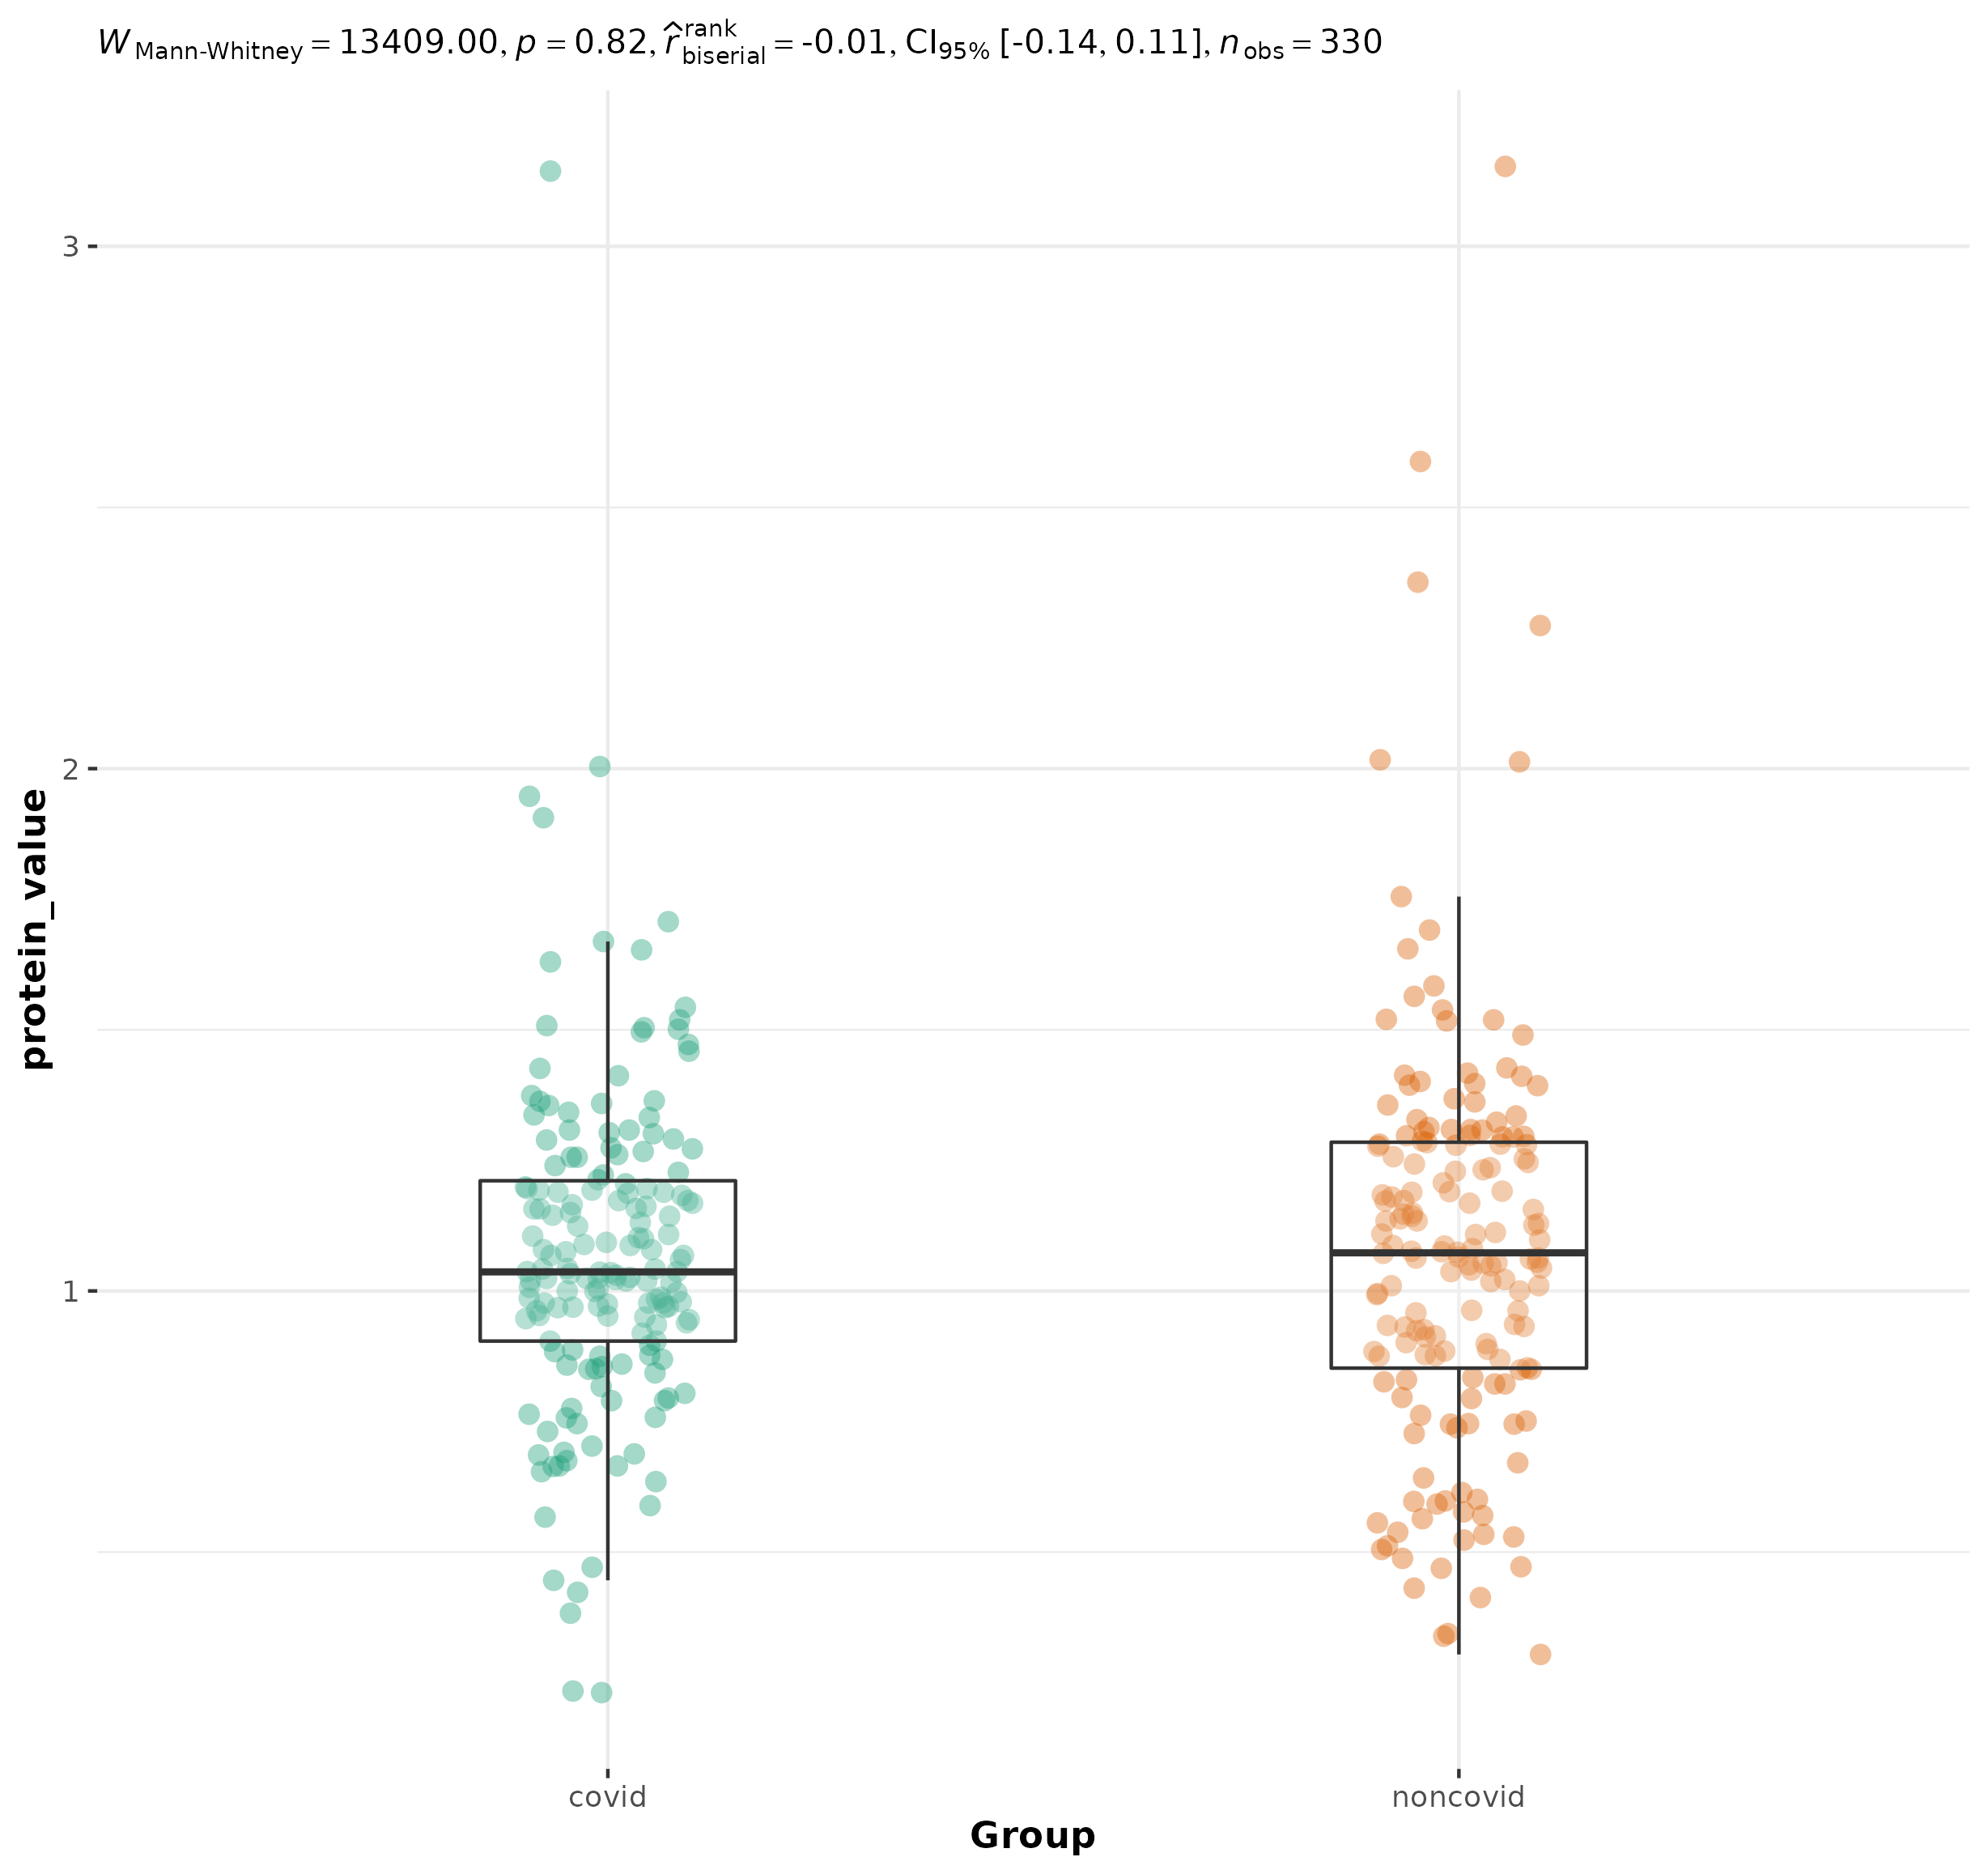 W Mann-Whitney = 13409.00, p = 0.82, r̂ rank biserial = -0.01, CI95% [-0.14, 0.11], n obs = 330
protein_value
3
2
1
covid noncovid
Group